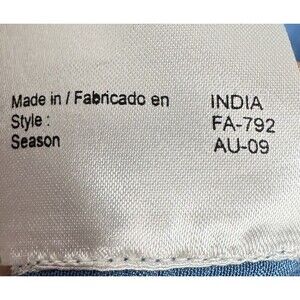 Made in / Fabricado en INDIA
Style : FA-792
Season AU-09